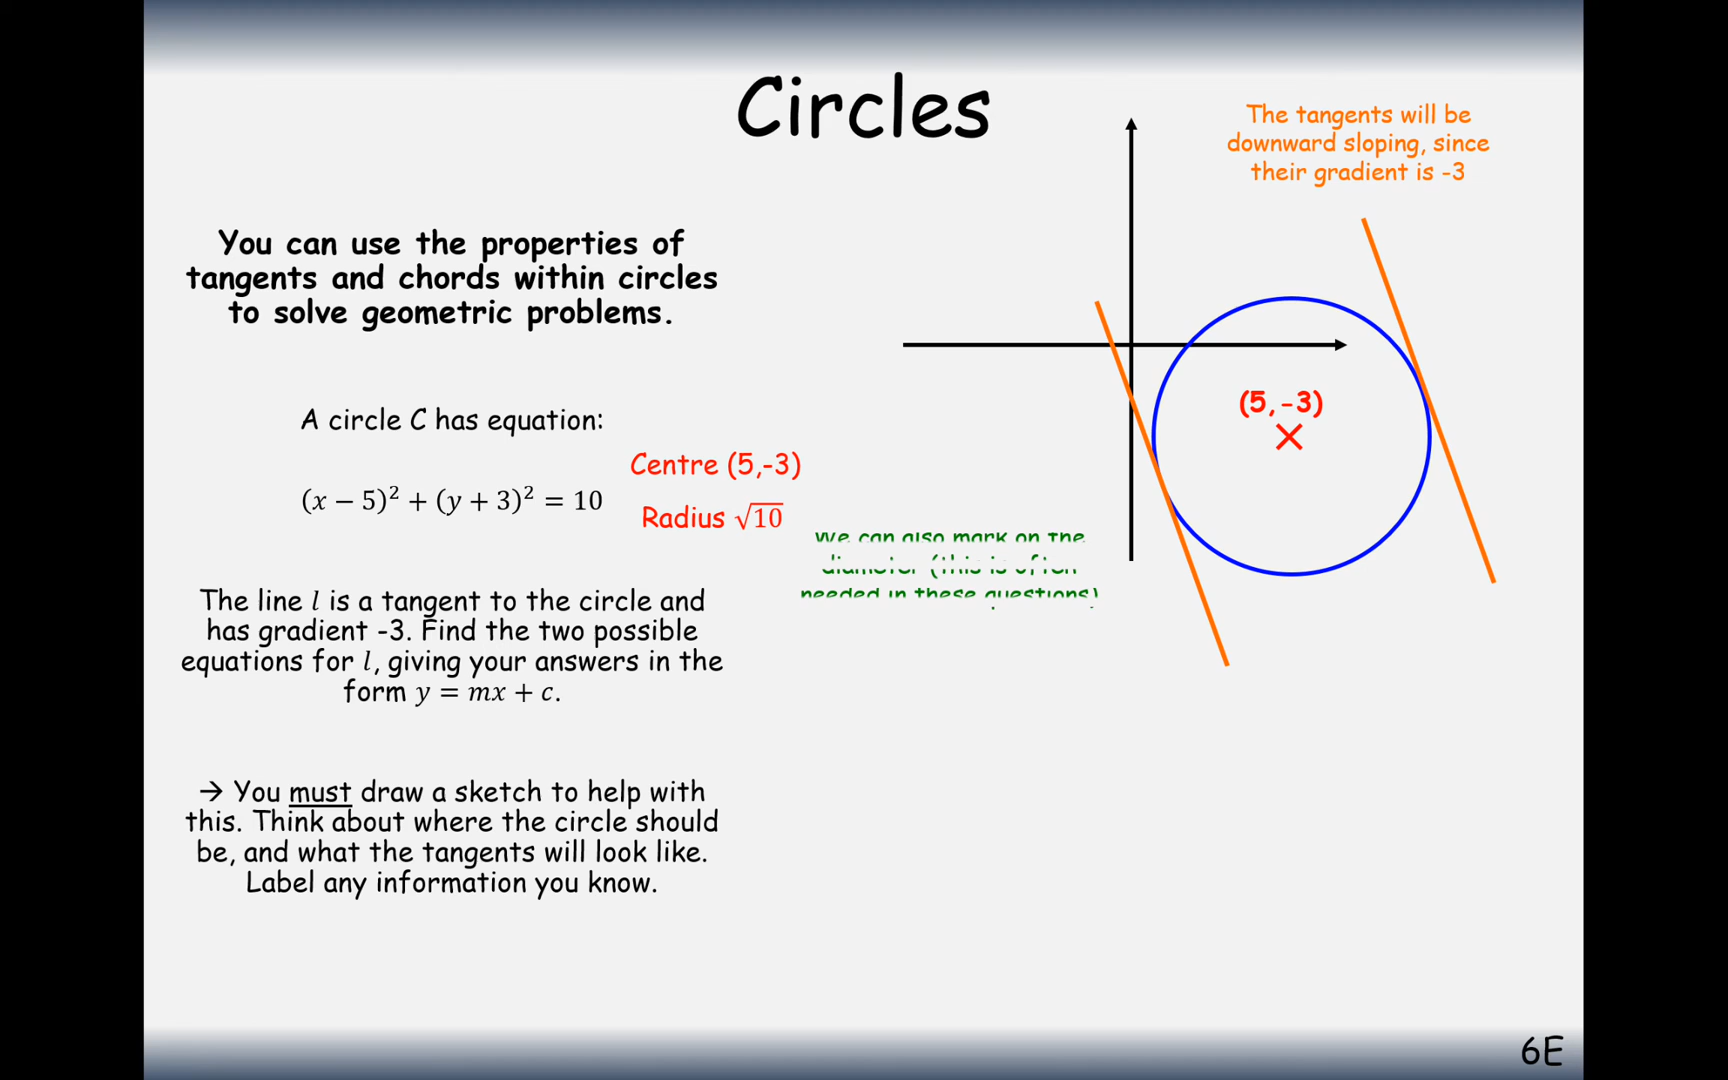 Circles
The tangents will be
downward sloping, since
their gradient is -3
You can use the properties of
tangents and chords within circles
to solve geometric problems.
A circle C has equation:
(x − 5)² + (y + 3)² = 10
Centre (5,-3)
Radius √10
(5,-3)
We can also mark on the
diameter (this is often
needed in these questions)
The line l is a tangent to the circle and
has gradient -3. Find the two possible
equations for l, giving your answers in the
form y = mx + c.
→ You must draw a sketch to help with
this. Think about where the circle should
be, and what the tangents will look like.
Label any information you know.
6E